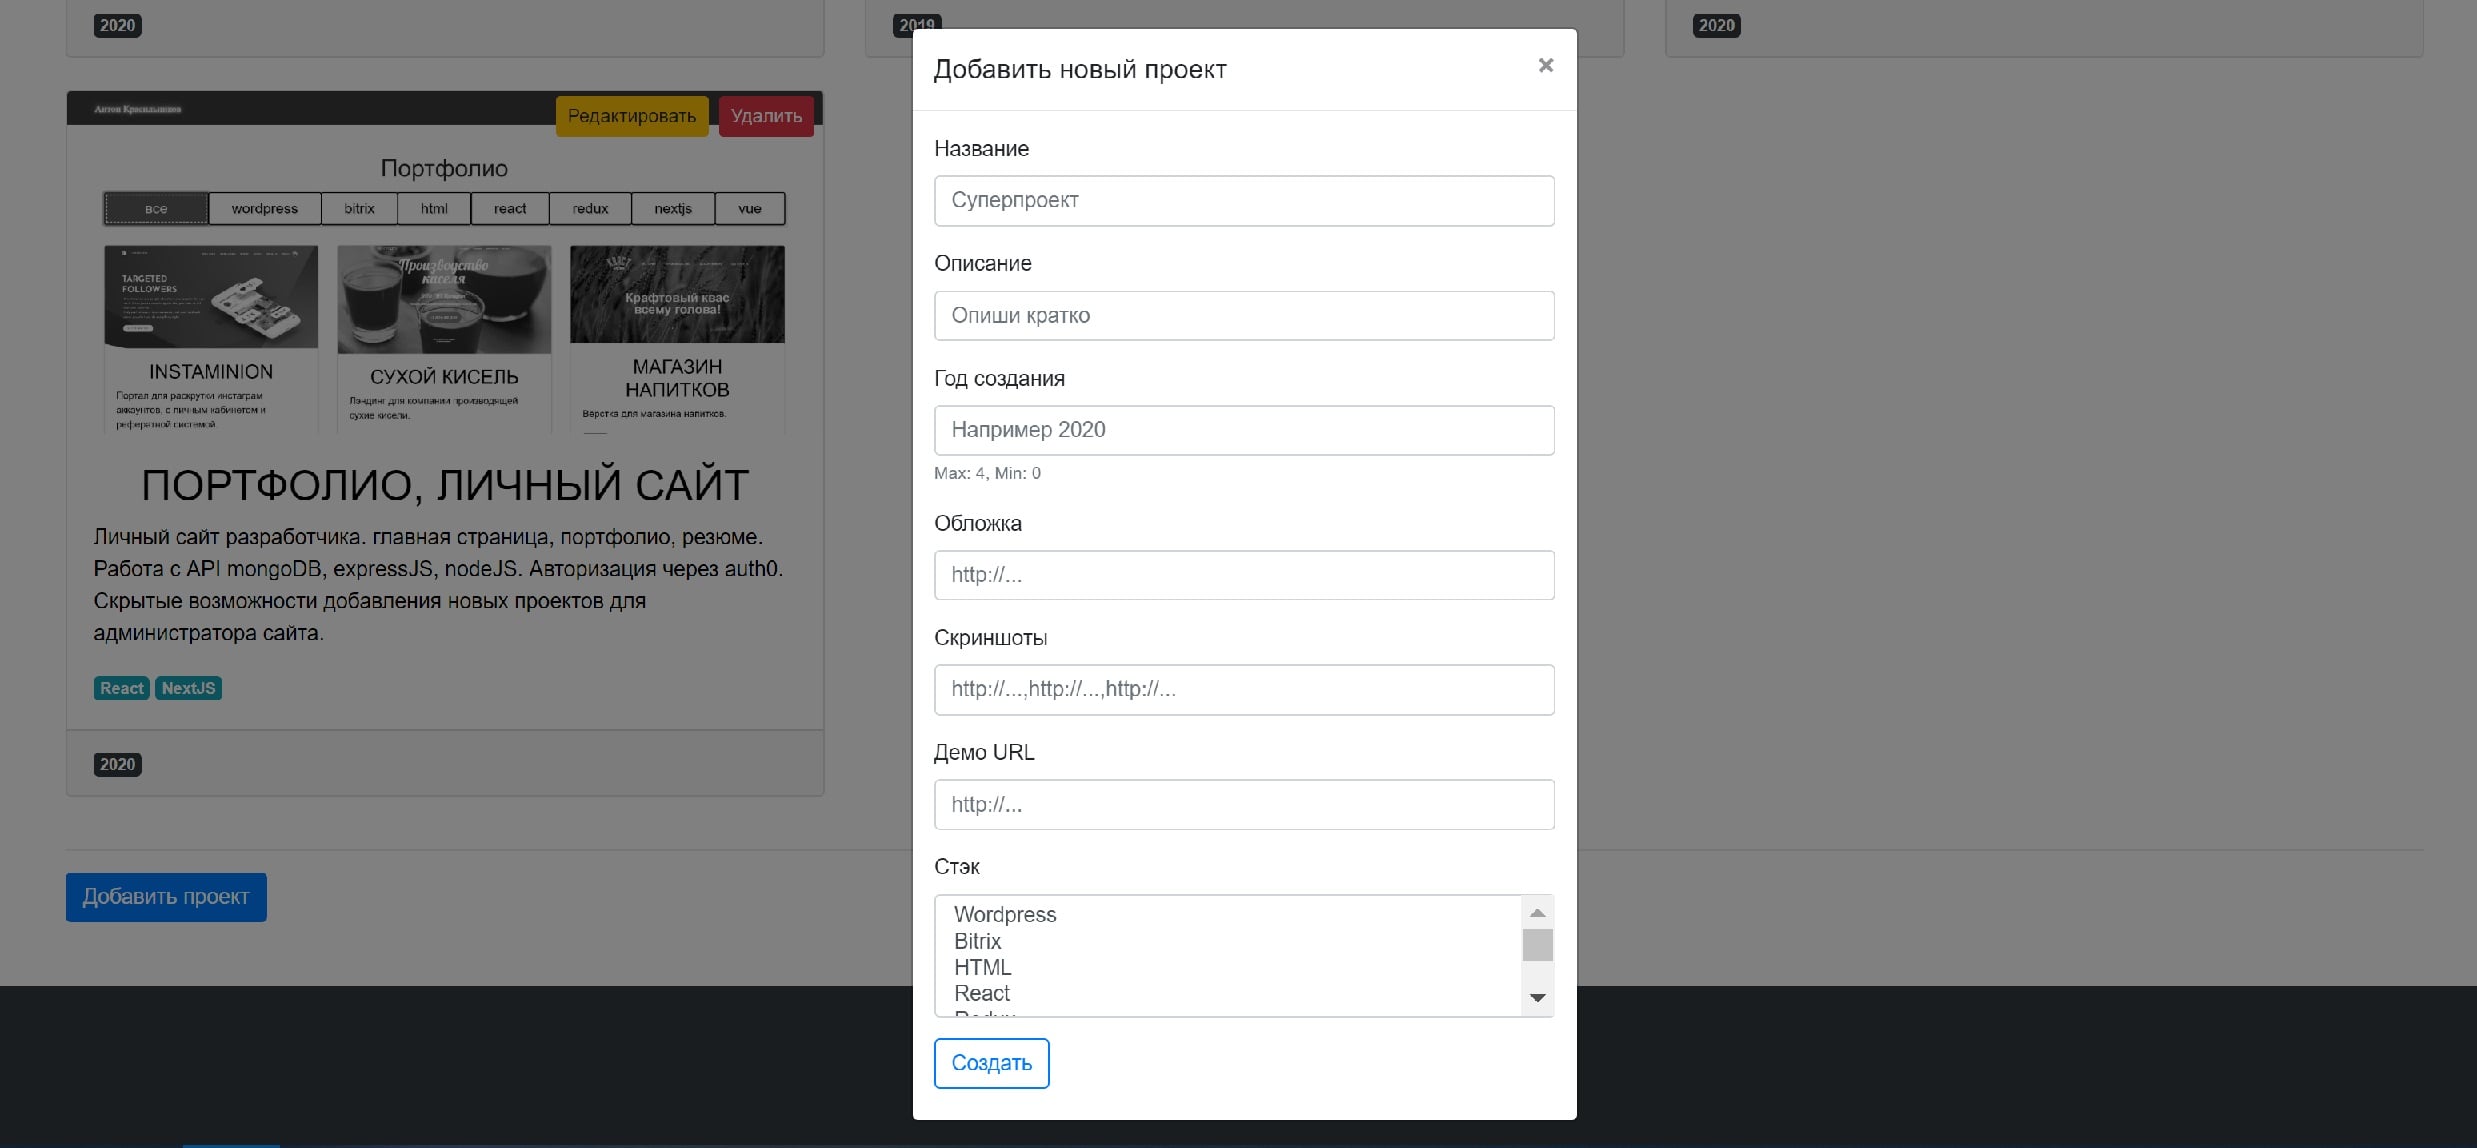 2020
2019
2020
Добавить новый проект
×
Название
Суперпроект
Описание
Опиши кратко
Год создания
Например 2020
Max: 4, Min: 0
Обложка
http://...
Скриншоты
http://...,http://...,http://...
Демо URL
http://...
Стэк
Wordpress
Bitrix
HTML
React
Redux
Создать
Антон Красильников
Редактировать
Удалить
Портфолио
все wordpress bitrix html react redux nextjs vue
TARGETED
FOLLOWERS
Производство
киселя
Крафтовый квас
всему голова!
INSTAMINION
Портал для раскрутки инстаграм
аккаунтов, с личным кабинетом и
рефератной системой.
СУХОЙ КИСЕЛЬ
Лэндинг для компании производящей
сухие кисели.
МАГАЗИН
НАПИТКОВ
Верстка для магазина напитков.
ПОРТФОЛИО, ЛИЧНЫЙ САЙТ
Личный сайт разработчика. главная страница, портфолио, резюме.
Работа с API mongoDB, expressJS, nodeJS. Авторизация через auth0.
Скрытые возможности добавления новых проектов для
администратора сайта.
React NextJS
2020
Добавить проект